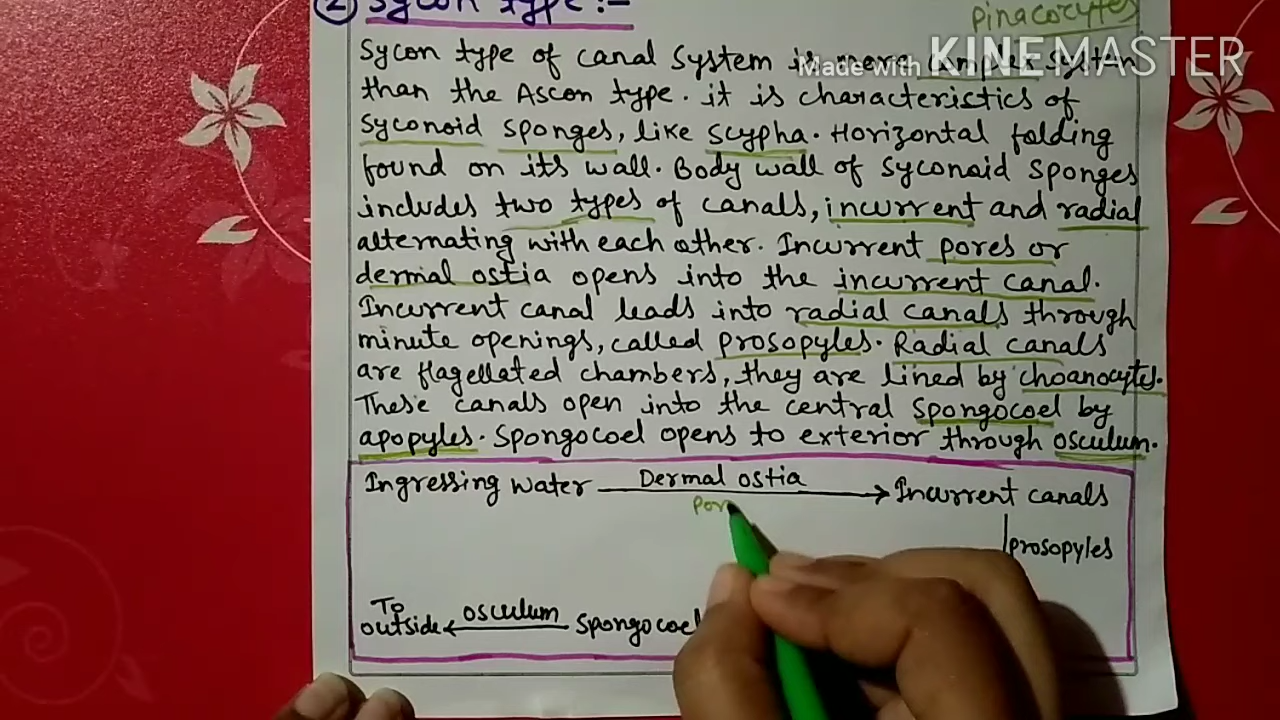 ② Sycon type :-
pinacocytes
Sycon type of canal system is more complex system
Made with KINEMASTER
than the Ascon type. it is characteristics of
syconoid sponges, like scypha. Horizontal folding
found on its wall. Body wall of syconoid sponges
includes two types of canals, incurrent and radial
alternating with each other. Incurrent pores or
dermal ostia opens into the incurrent canal.
Incurrent canal leads into radical canals through
minute openings, called prosopyles. Radial canals
are flagellated chambers, they are lined by choanocytes.
These canals open into the central spongocoel by
apopyles. Spongocoel opens to exterior through osculum.
Ingressing water Dermal ostia Incurrent canals
Por
prosopyles
To
outside osculum Spongocoel